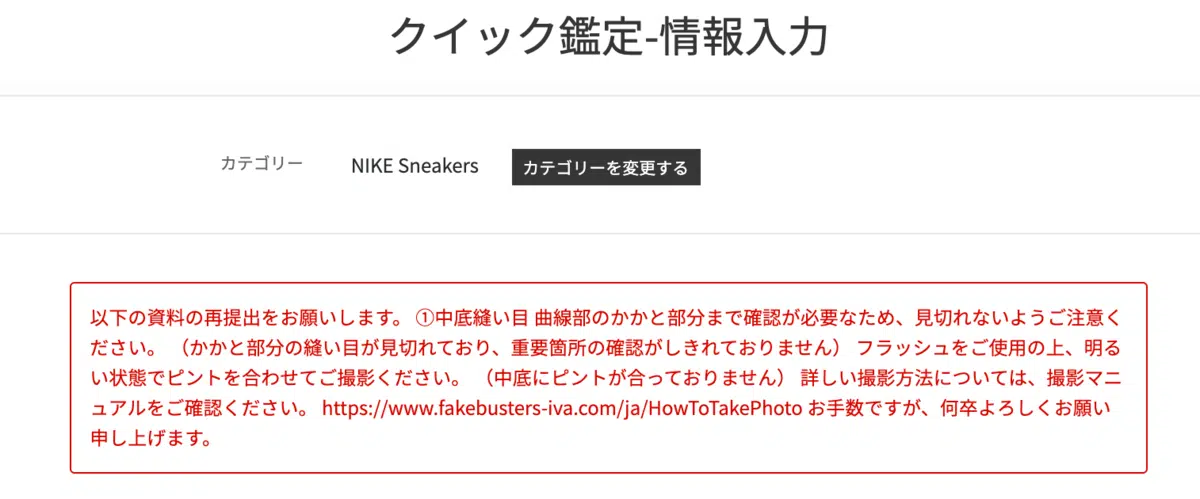 クイック鑑定-情報入力
カテゴリー NIKE Sneakers カテゴリーを変更する
以下の資料の再提出をお願いします。 ①中底縫い目 曲線部のかかと部分まで確認が必要なため、見切れないようご注意く
ださい。 （かかと部分の縫い目が見切れており、重要箇所の確認がしきれておりません） フラッシュをご使用の上、明る
い状態でピントを合わせてご撮影ください。 （中底にピントが合っておりません） 詳しい撮影方法については、撮影マニ
ュアルをご確認ください。 https://www.fakebusters-iva.com/ja/HowToTakePhoto お手数ですが、何卒よろしくお願い
申し上げます。